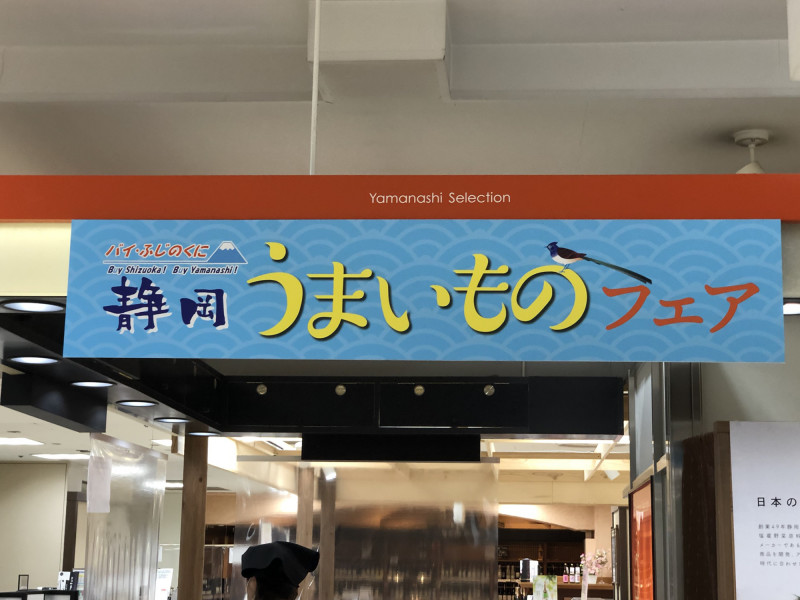 Yamanashi Selection
バイ・ふじのくに
Buy Shizuoka! Buy Yamanashi!
静岡うまいものフェア
日本の